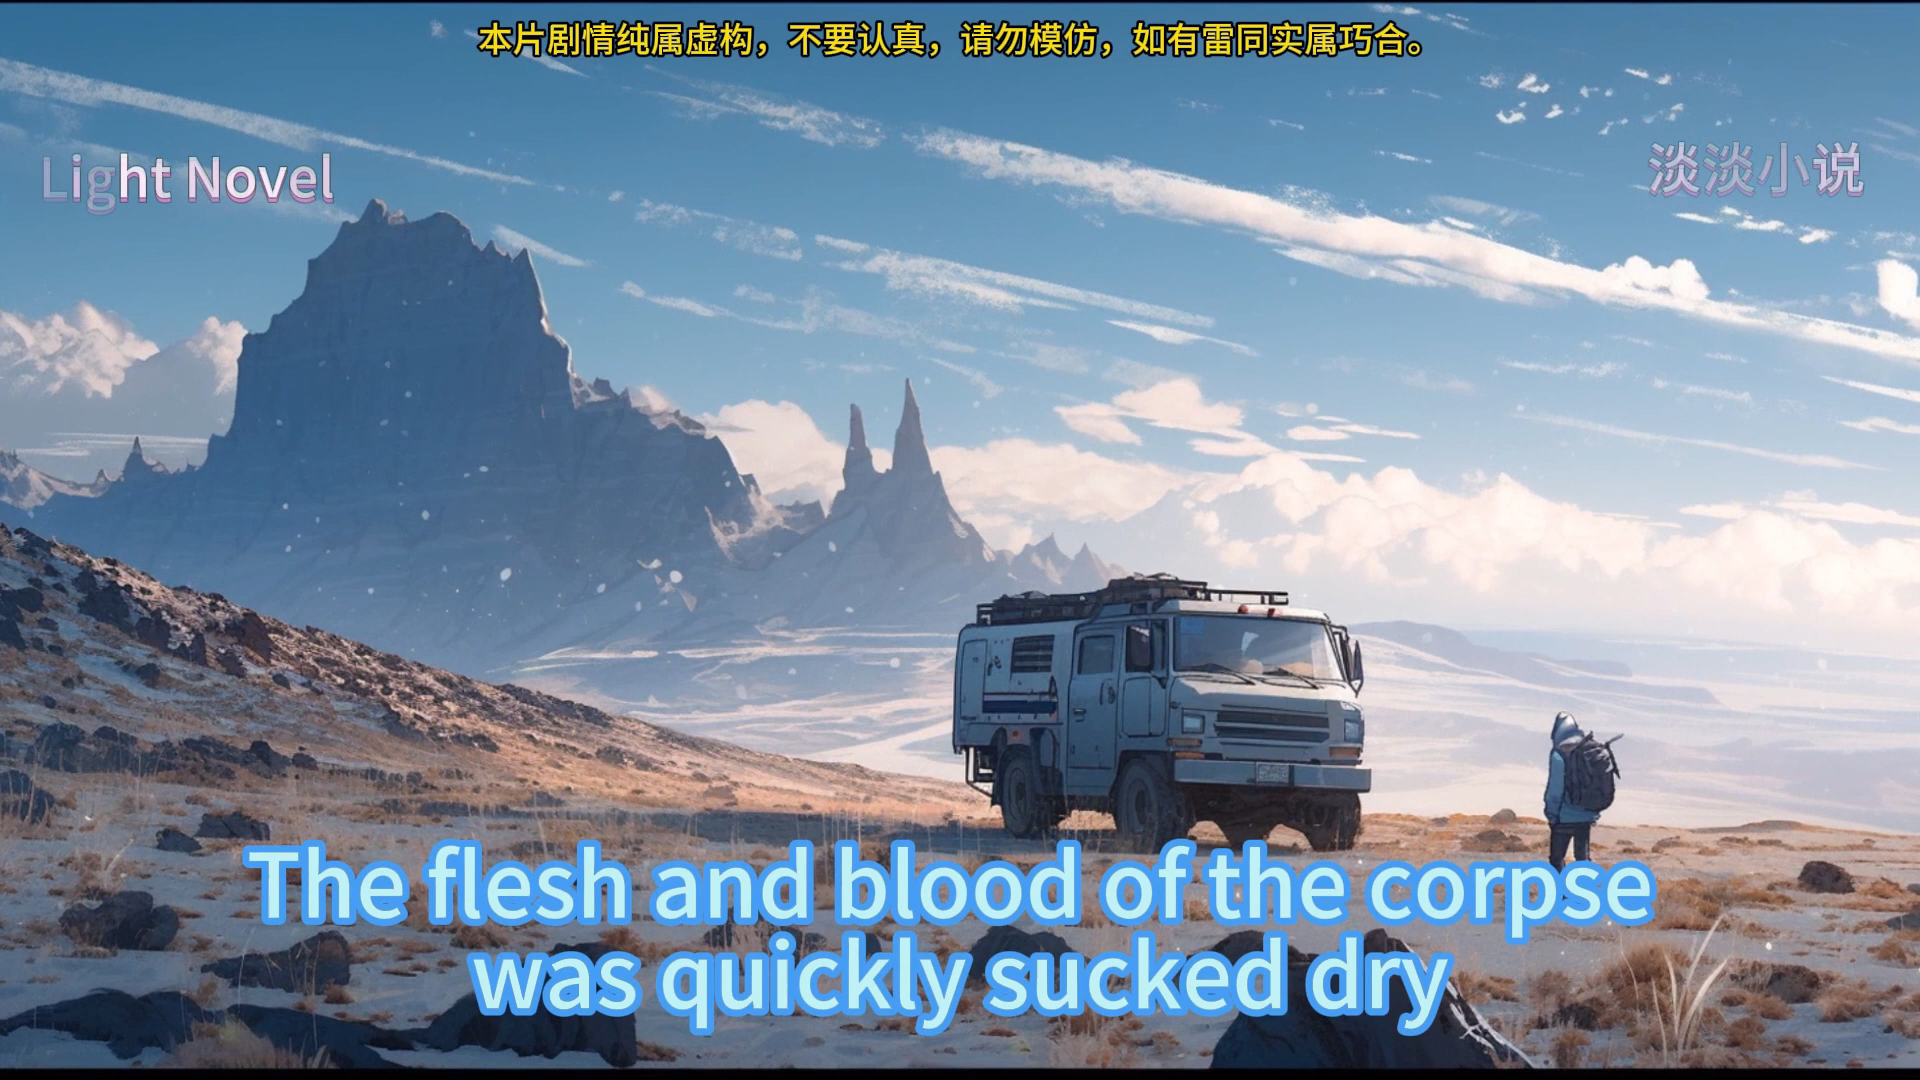 本片剧情纯属虚构，不要认真，请勿模仿，如有雷同实属巧合。
Light Novel
淡淡小说
The flesh and blood of the corpse
was quickly sucked dry